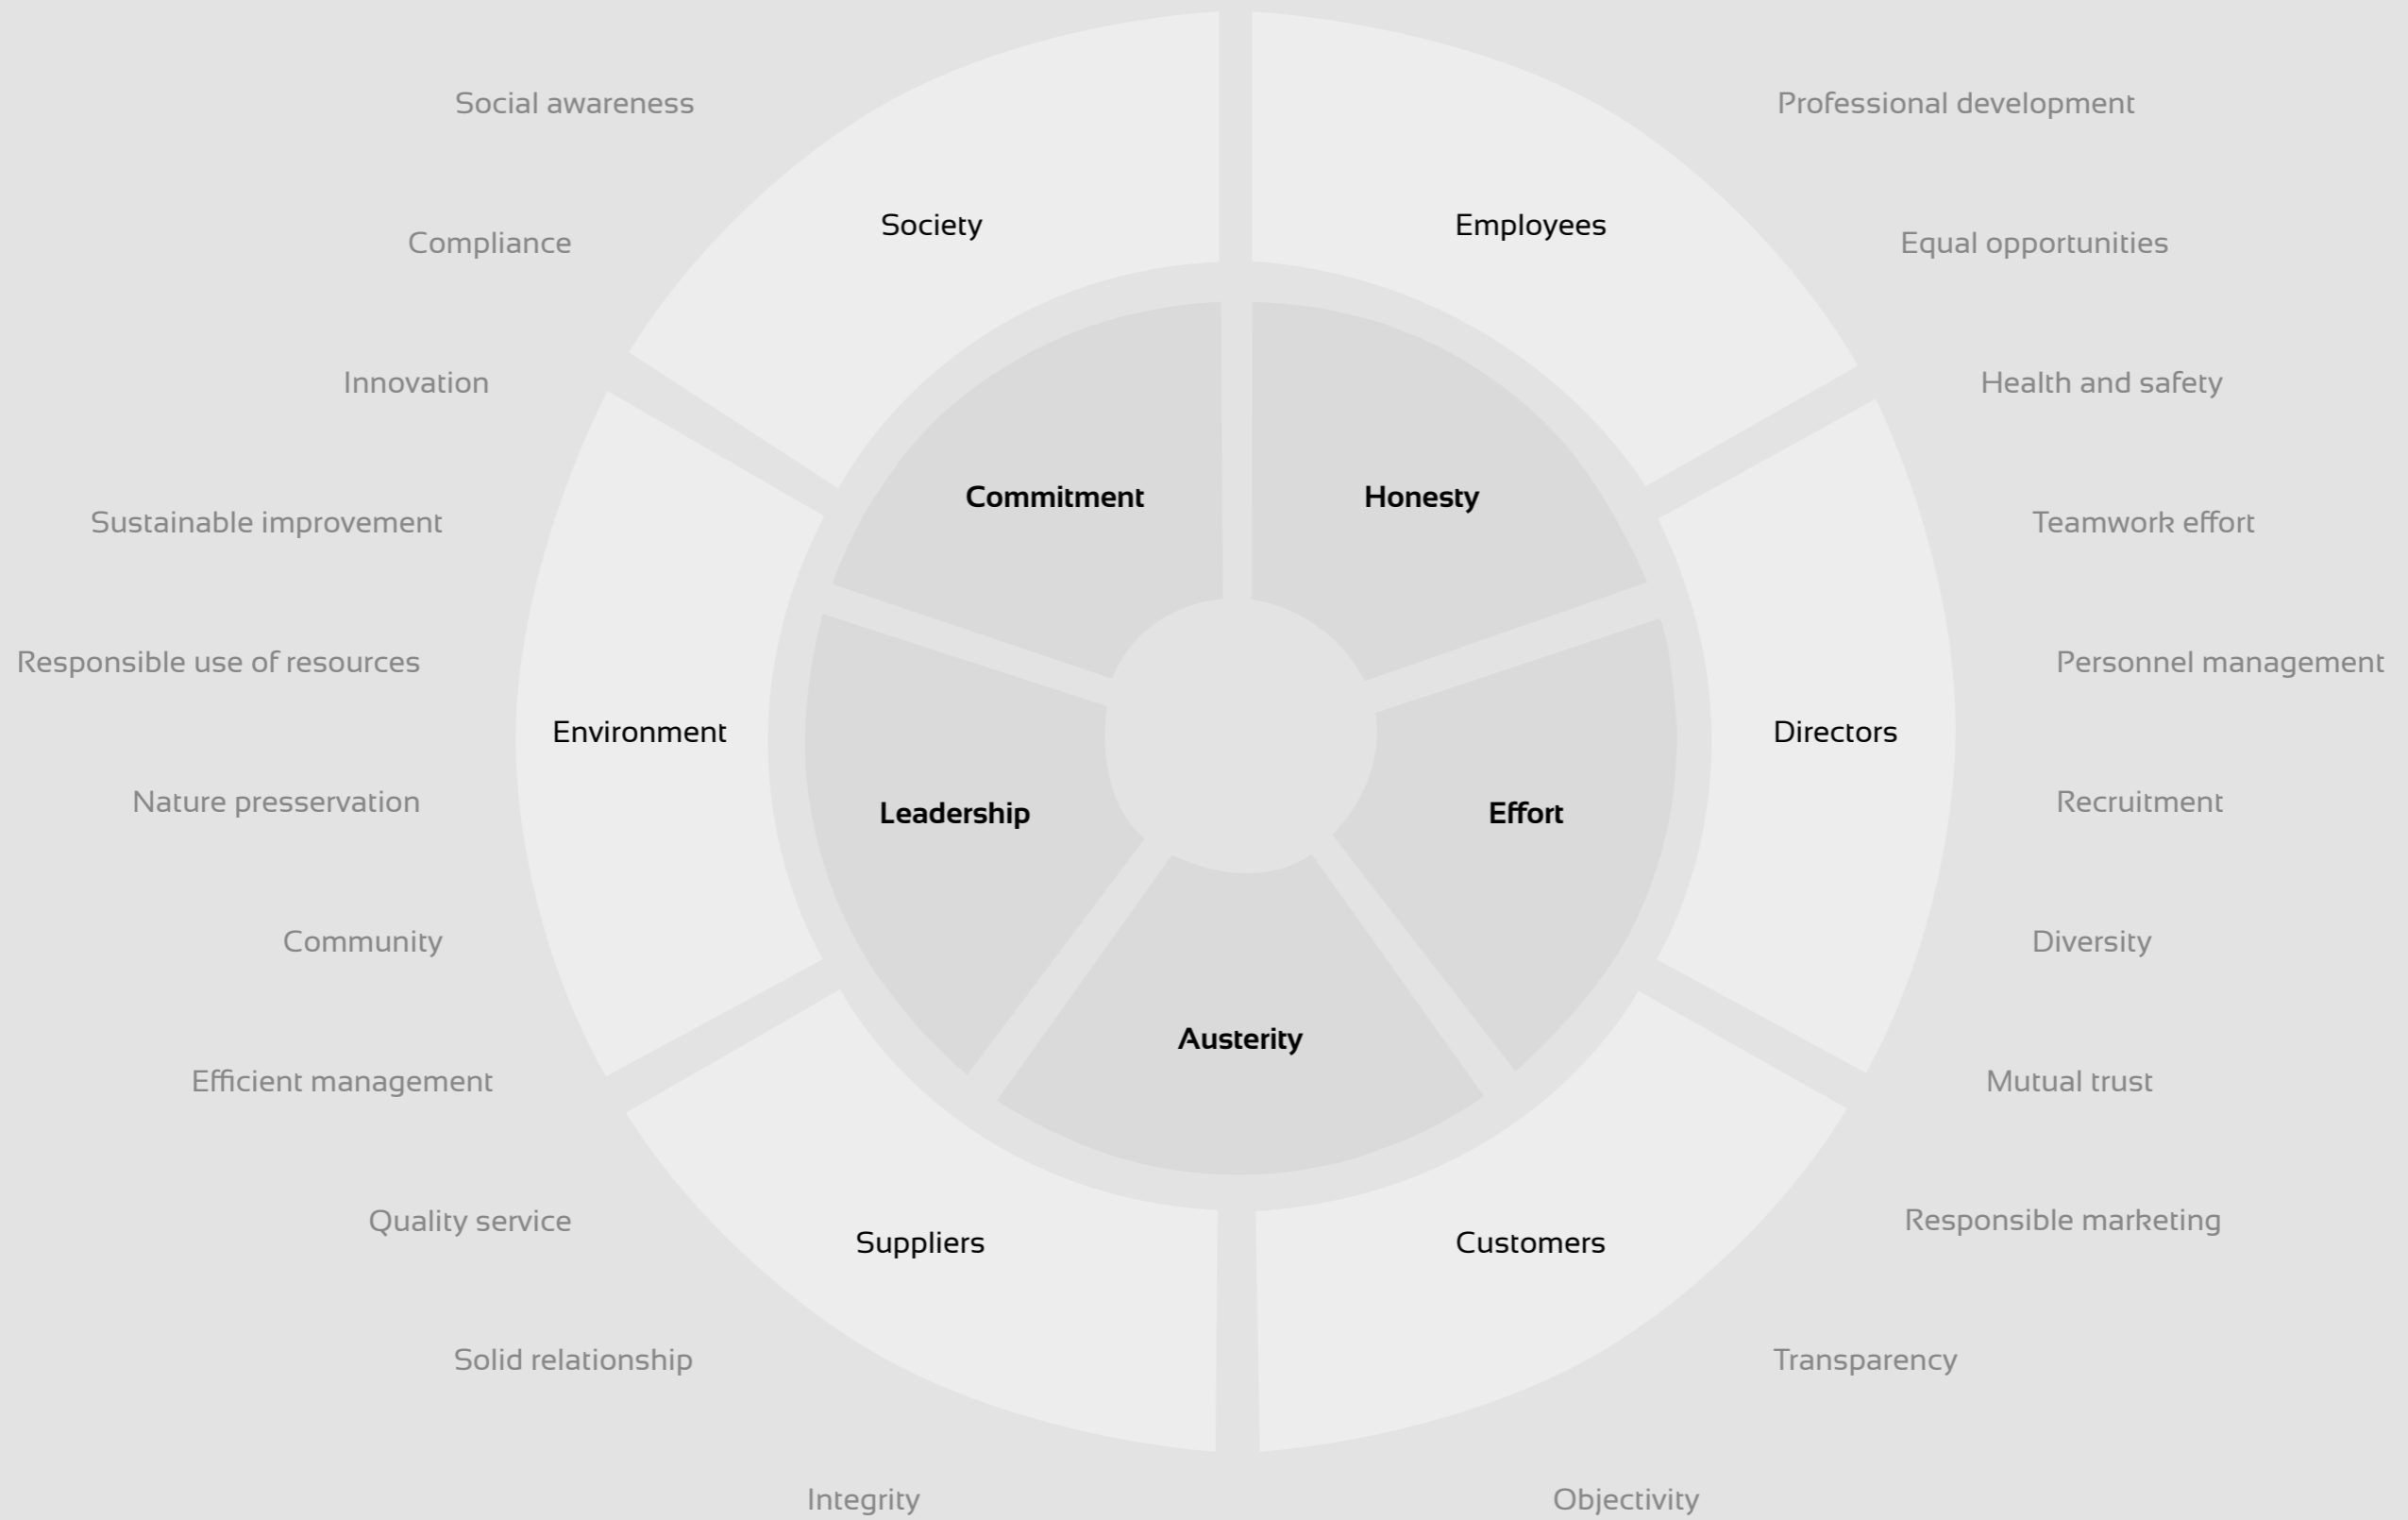 Social awareness
Professional development
Society
Employees
Compliance
Equal opportunities
Innovation
Health and safety
Commitment
Honesty
Sustainable improvement
Teamwork effort
Responsible use of resources
Personnel management
Environment
Directors
Nature presservation
Leadership
Effort
Recruitment
Community
Diversity
Austerity
Efficient management
Mutual trust
Quality service
Responsible marketing
Suppliers
Customers
Solid relationship
Transparency
Integrity
Objectivity